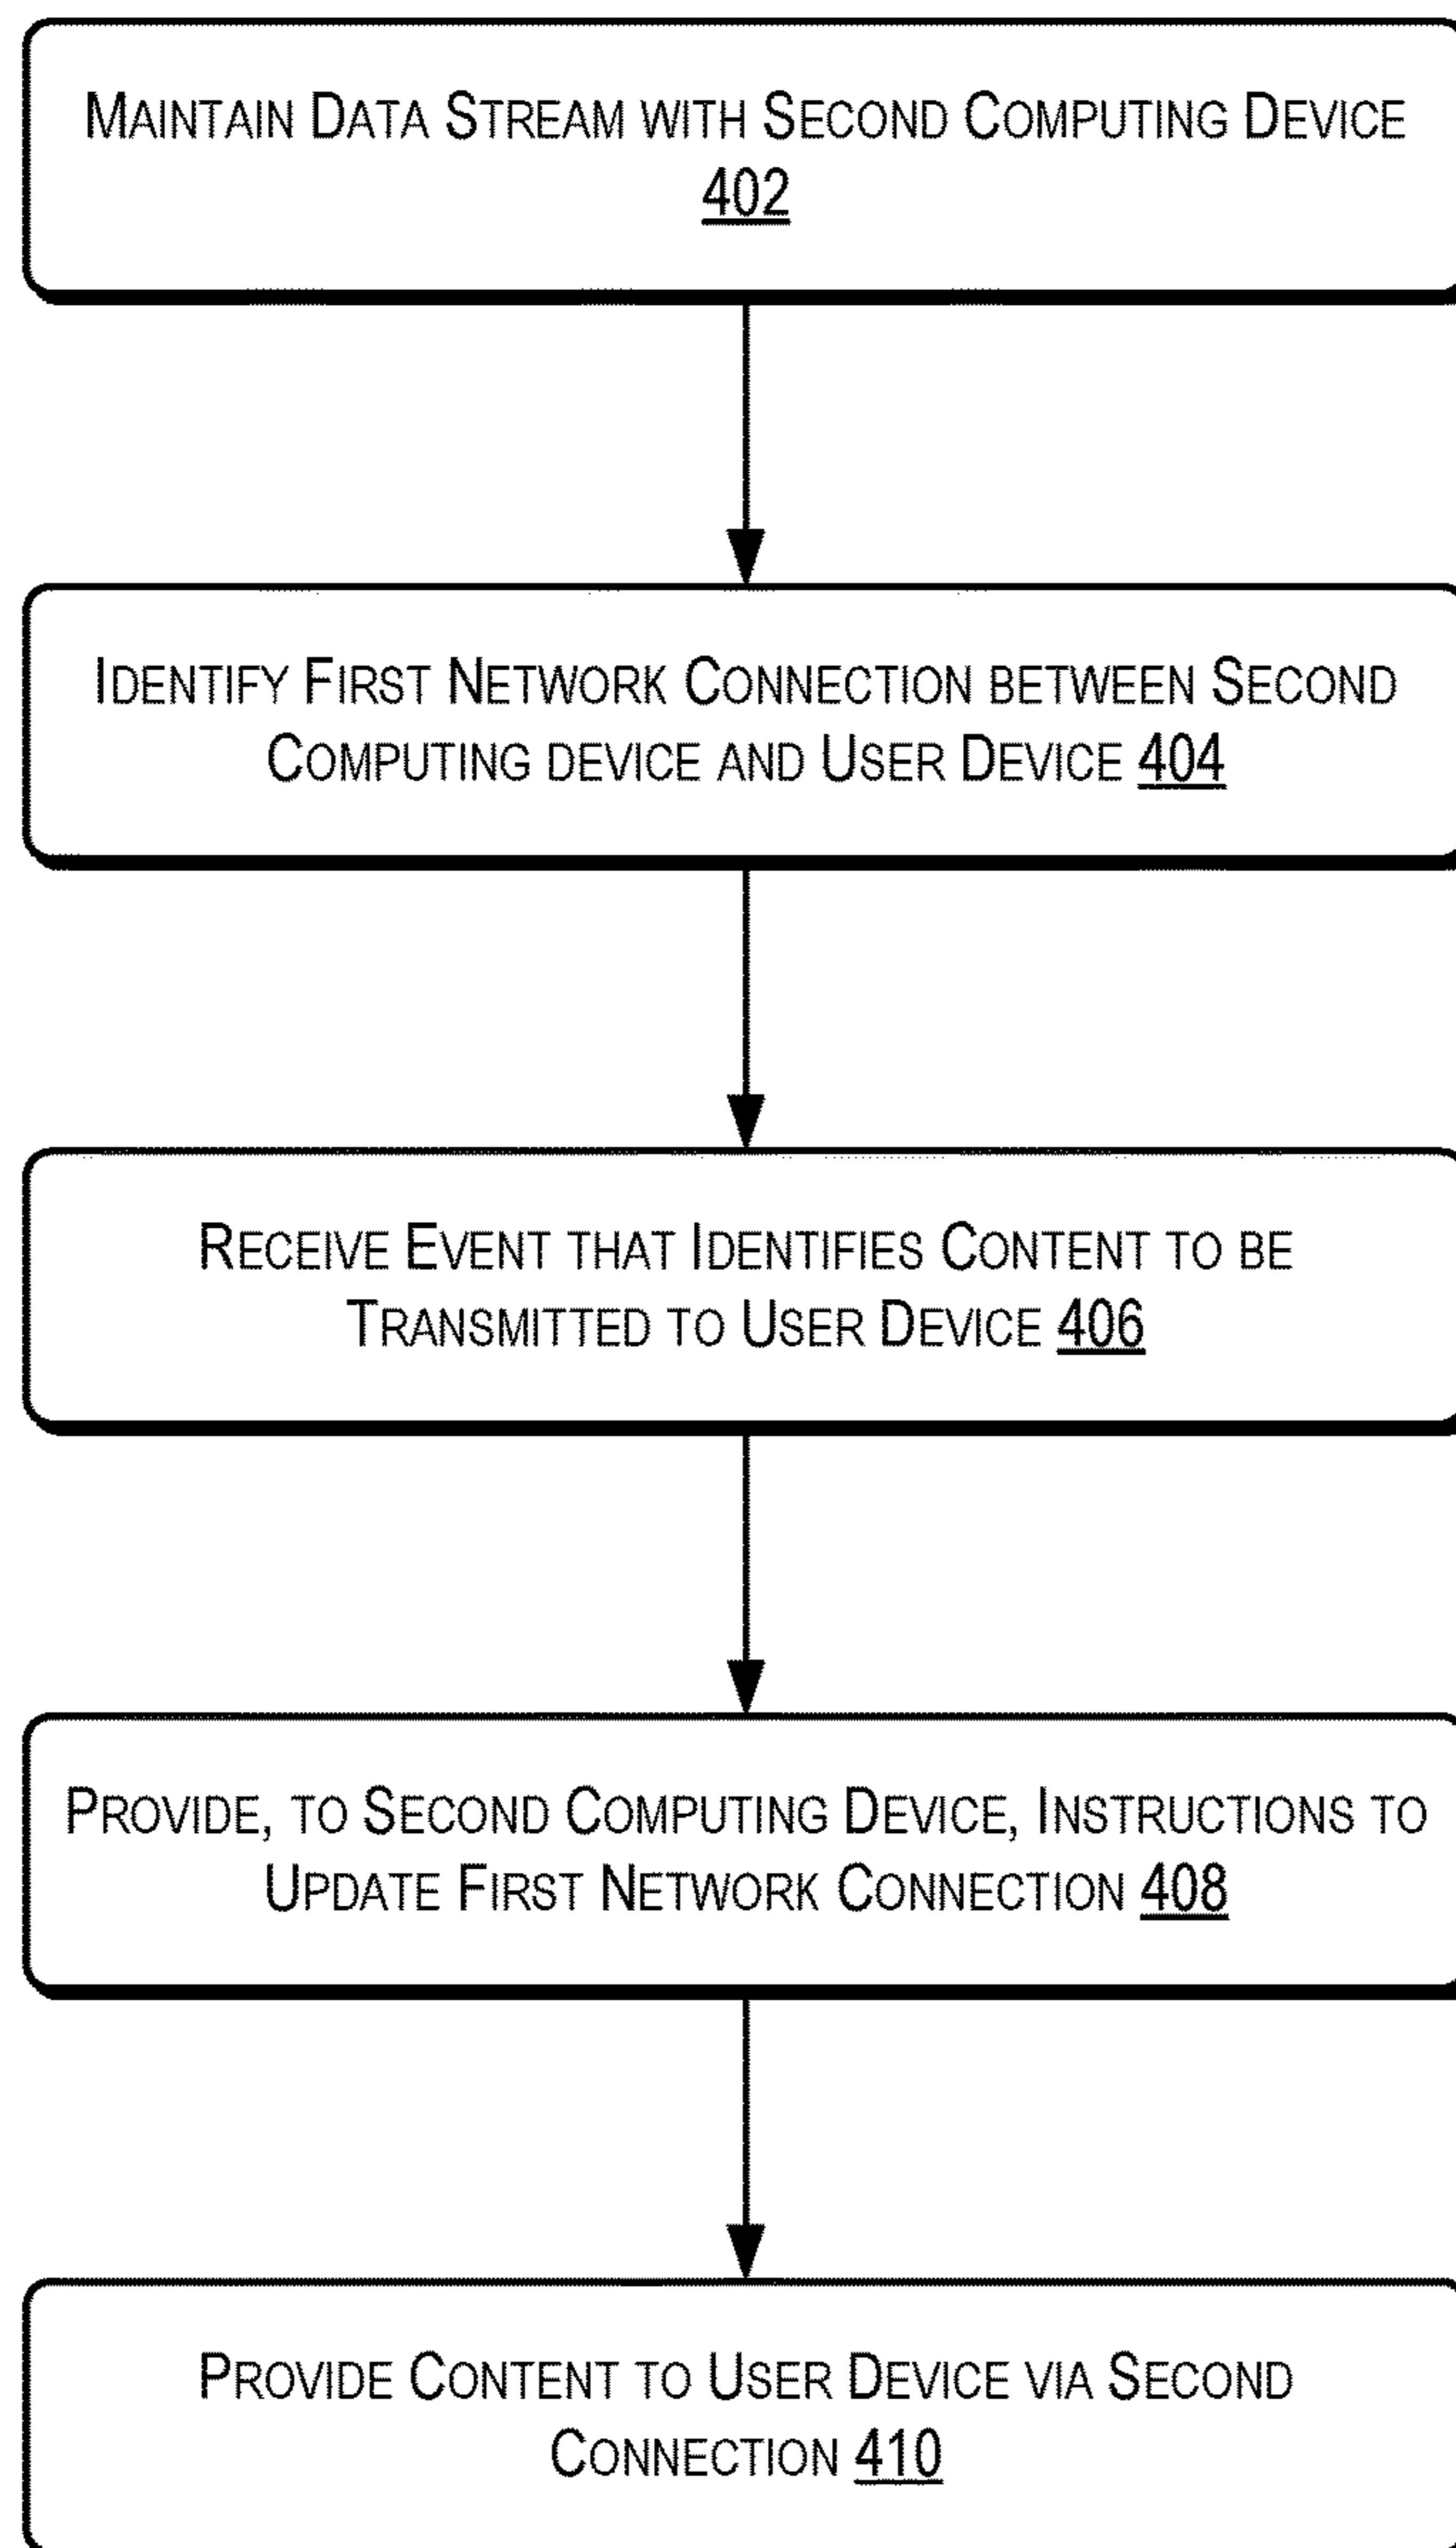 MAINTAIN DATA STREAM WITH SECOND COMPUTING DEVICE
402
IDENTIFY FIRST NETWORK CONNECTION BETWEEN SECOND
COMPUTING DEVICE AND USER DEVICE 404
RECEIVE EVENT THAT IDENTIFIES CONTENT TO BE
TRANSMITTED TO USER DEVICE 406
PROVIDE, TO SECOND COMPUTING DEVICE, INSTRUCTIONS TO
UPDATE FIRST NETWORK CONNECTION 408
PROVIDE CONTENT TO USER DEVICE VIA SECOND
CONNECTION 410